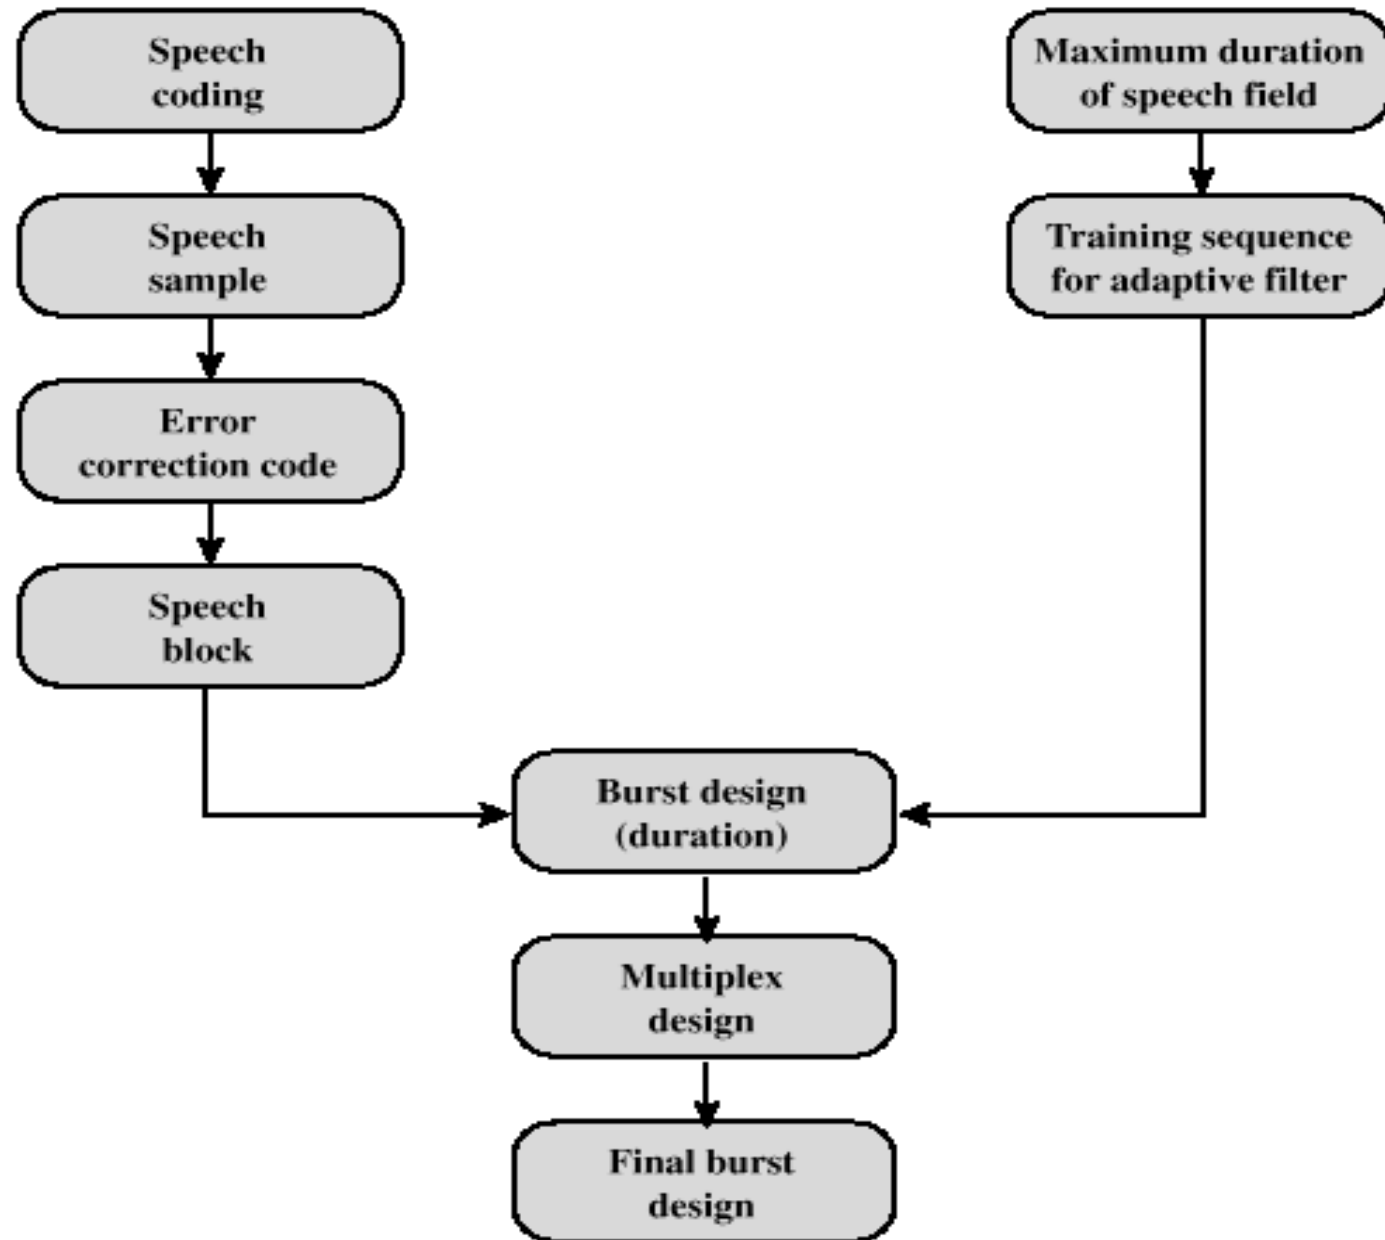 Speech
coding
Speech
sample
Error
correction code
Speech
block
Maximum duration
of speech field
Training sequence
for adaptive filter
Burst design
(duration)
Multiplex
design
Final burst
design